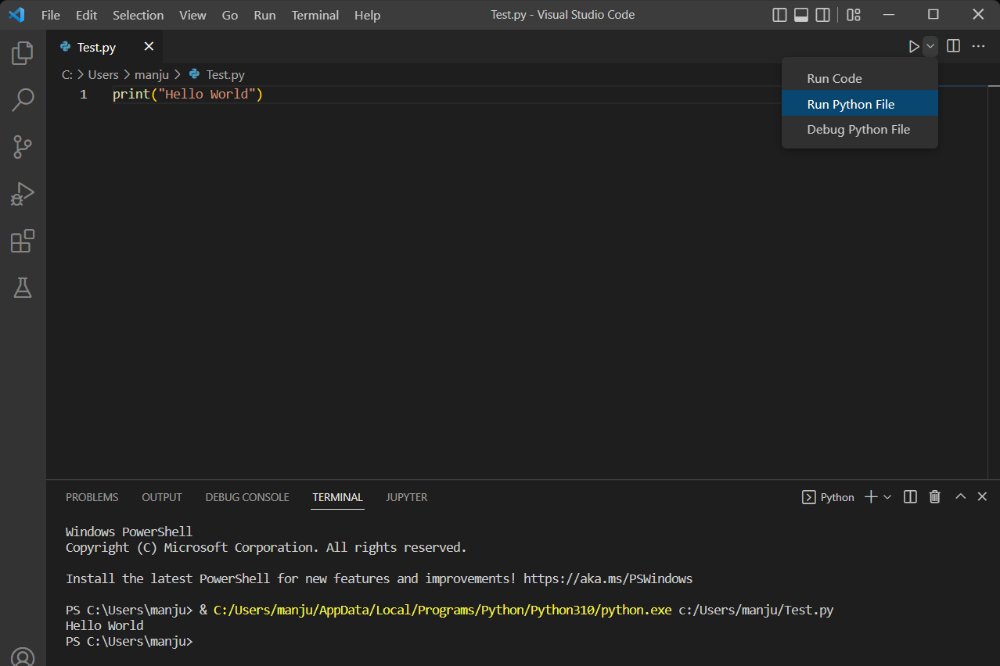 File Edit Selection View Go Run Terminal Help Test.py - Visual Studio Code
Test.py
C: Users manju Test.py
Run Code
1 print("Hello World")
Run Python File
Debug Python File
PROBLEMS OUTPUT DEBUG CONSOLE TERMINAL JUPYTER Python
Windows PowerShell
Copyright (C) Microsoft Corporation. All rights reserved.
Install the latest PowerShell for new features and improvements! https://aka.ms/PSWindows
PS C:\Users\manju> & C:/Users/manju/AppData/Local/Programs/Python/Python310/python.exe c:/Users/manju/Test.py
Hello World
PS C:\Users\manju>